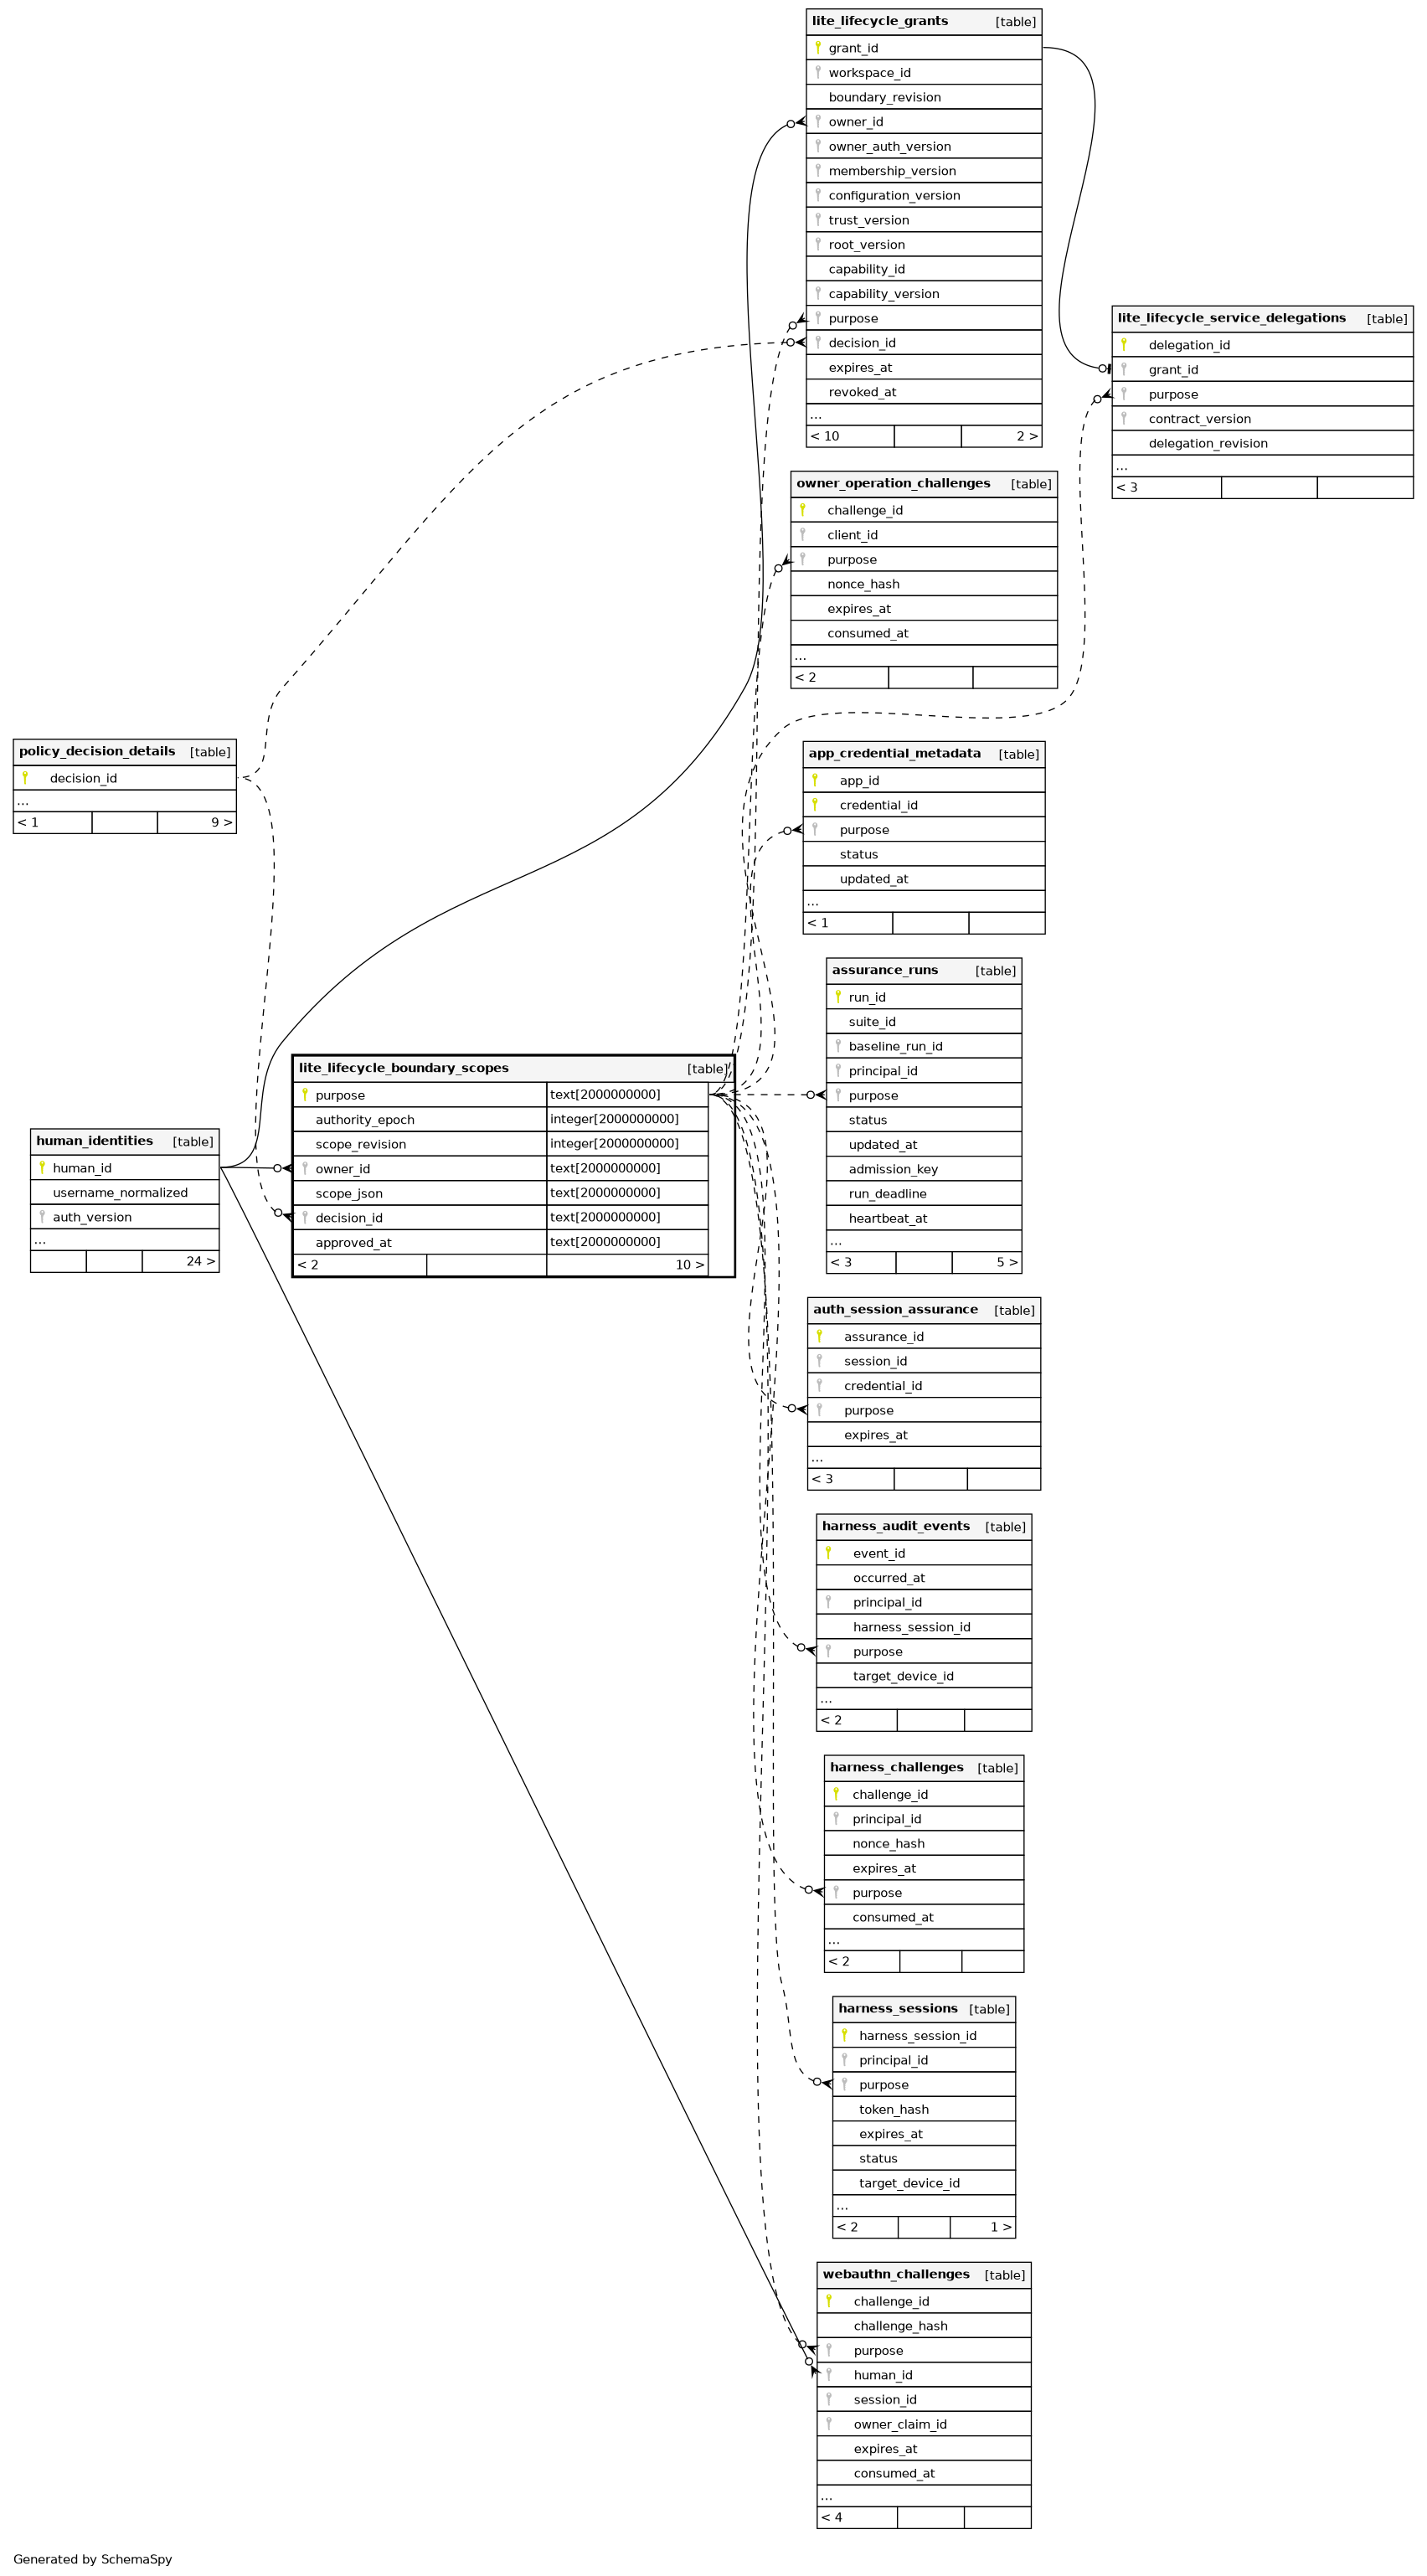 lite_lifecycle_grants [table]
grant_id
workspace_id
boundary_revision
owner_id
owner_auth_version
membership_version
configuration_version
trust_version
root_version
capability_id
capability_version
purpose
decision_id
expires_at
revoked_at
...
< 10 2 >
lite_lifecycle_service_delegations [table]
delegation_id
grant_id
purpose
contract_version
delegation_revision
...
< 3
owner_operation_challenges [table]
challenge_id
client_id
purpose
nonce_hash
expires_at
consumed_at
...
< 2
policy_decision_details [table]
decision_id
...
< 1 9 >
app_credential_metadata [table]
app_id
credential_id
purpose
status
updated_at
...
< 1
assurance_runs [table]
run_id
suite_id
baseline_run_id
principal_id
purpose
status
updated_at
admission_key
run_deadline
heartbeat_at
...
< 3 5 >
lite_lifecycle_boundary_scopes [table]
purpose text[2000000000]
authority_epoch integer[2000000000]
scope_revision integer[2000000000]
owner_id text[2000000000]
scope_json text[2000000000]
decision_id text[2000000000]
approved_at text[2000000000]
< 2 10 >
human_identities [table]
human_id
username_normalized
auth_version
...
24 >
auth_session_assurance [table]
assurance_id
session_id
credential_id
purpose
expires_at
...
< 3
harness_audit_events [table]
event_id
occurred_at
principal_id
harness_session_id
purpose
target_device_id
...
< 2
harness_challenges [table]
challenge_id
principal_id
nonce_hash
expires_at
purpose
consumed_at
...
< 2
harness_sessions [table]
harness_session_id
principal_id
purpose
token_hash
expires_at
status
target_device_id
...
< 2 1 >
webauthn_challenges [table]
challenge_id
challenge_hash
purpose
human_id
session_id
owner_claim_id
expires_at
consumed_at
...
< 4
Generated by SchemaSpy